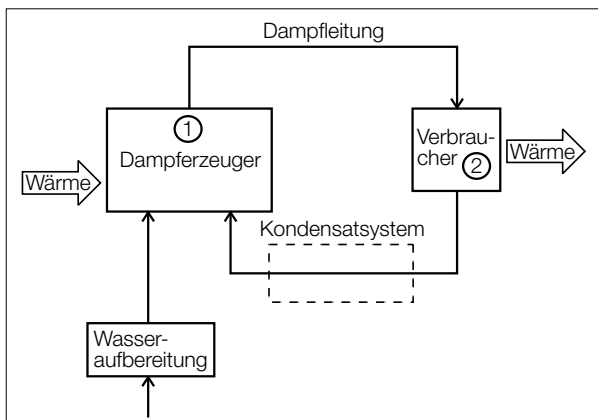 Dampfleitung
1
Dampferzeuger
Verbrau-
cher 2
Wärme
Wärme
Kondensatsystem
Wasser-
aufbereitung